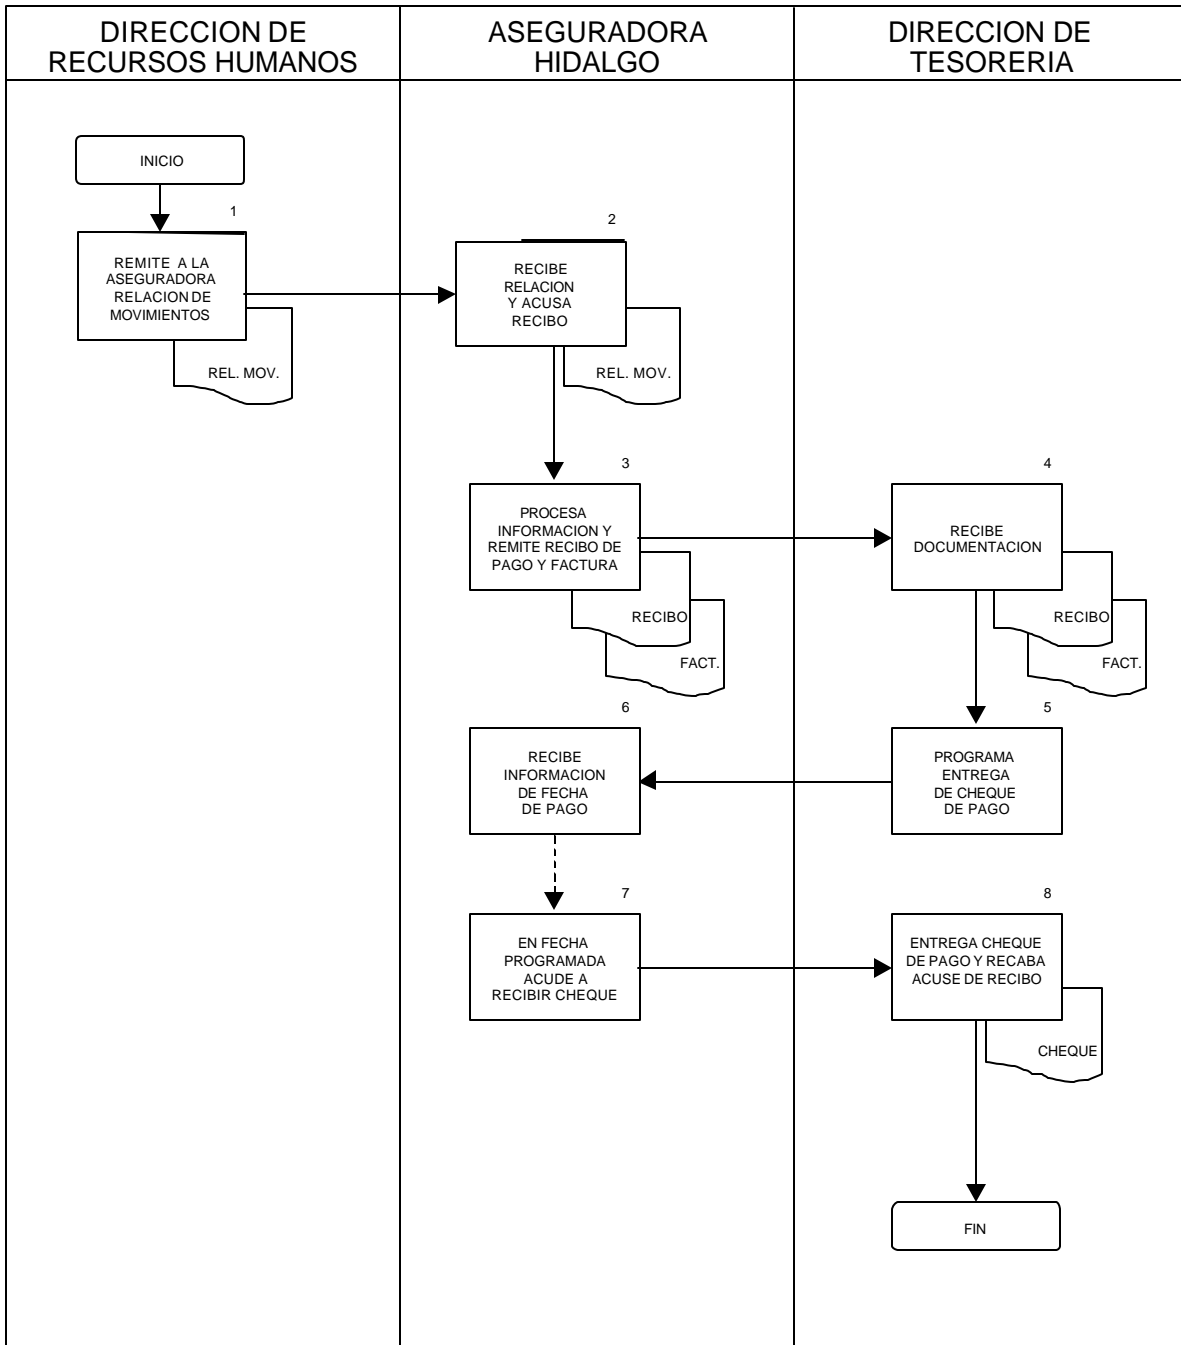 DIRECCION DE
RECURSOS HUMANOS
ASEGURADORA
HIDALGO
DIRECCION DE
TESORERIA
INICIO
1
REMITE A LA
ASEGURADORA
RELACION DE
MOVIMIENTOS
REL. MOV.
2
RECIBE
RELACION
Y ACUSA
RECIBO
REL. MOV.
3
PROCESA
INFORMACION Y
REMITE RECIBO DE
PAGO Y FACTURA
RECIBO
FACT.
4
RECIBE
DOCUMENTACION
RECIBO
FACT.
5
PROGRAMA
ENTREGA
DE CHEQUE
DE PAGO
6
RECIBE
INFORMACION
DE FECHA
DE PAGO
7
EN FECHA
PROGRAMADA
ACUDE A
RECIBIR CHEQUE
8
ENTREGA CHEQUE
DE PAGO Y RECABA
ACUSE DE RECIBO
CHEQUE
FIN